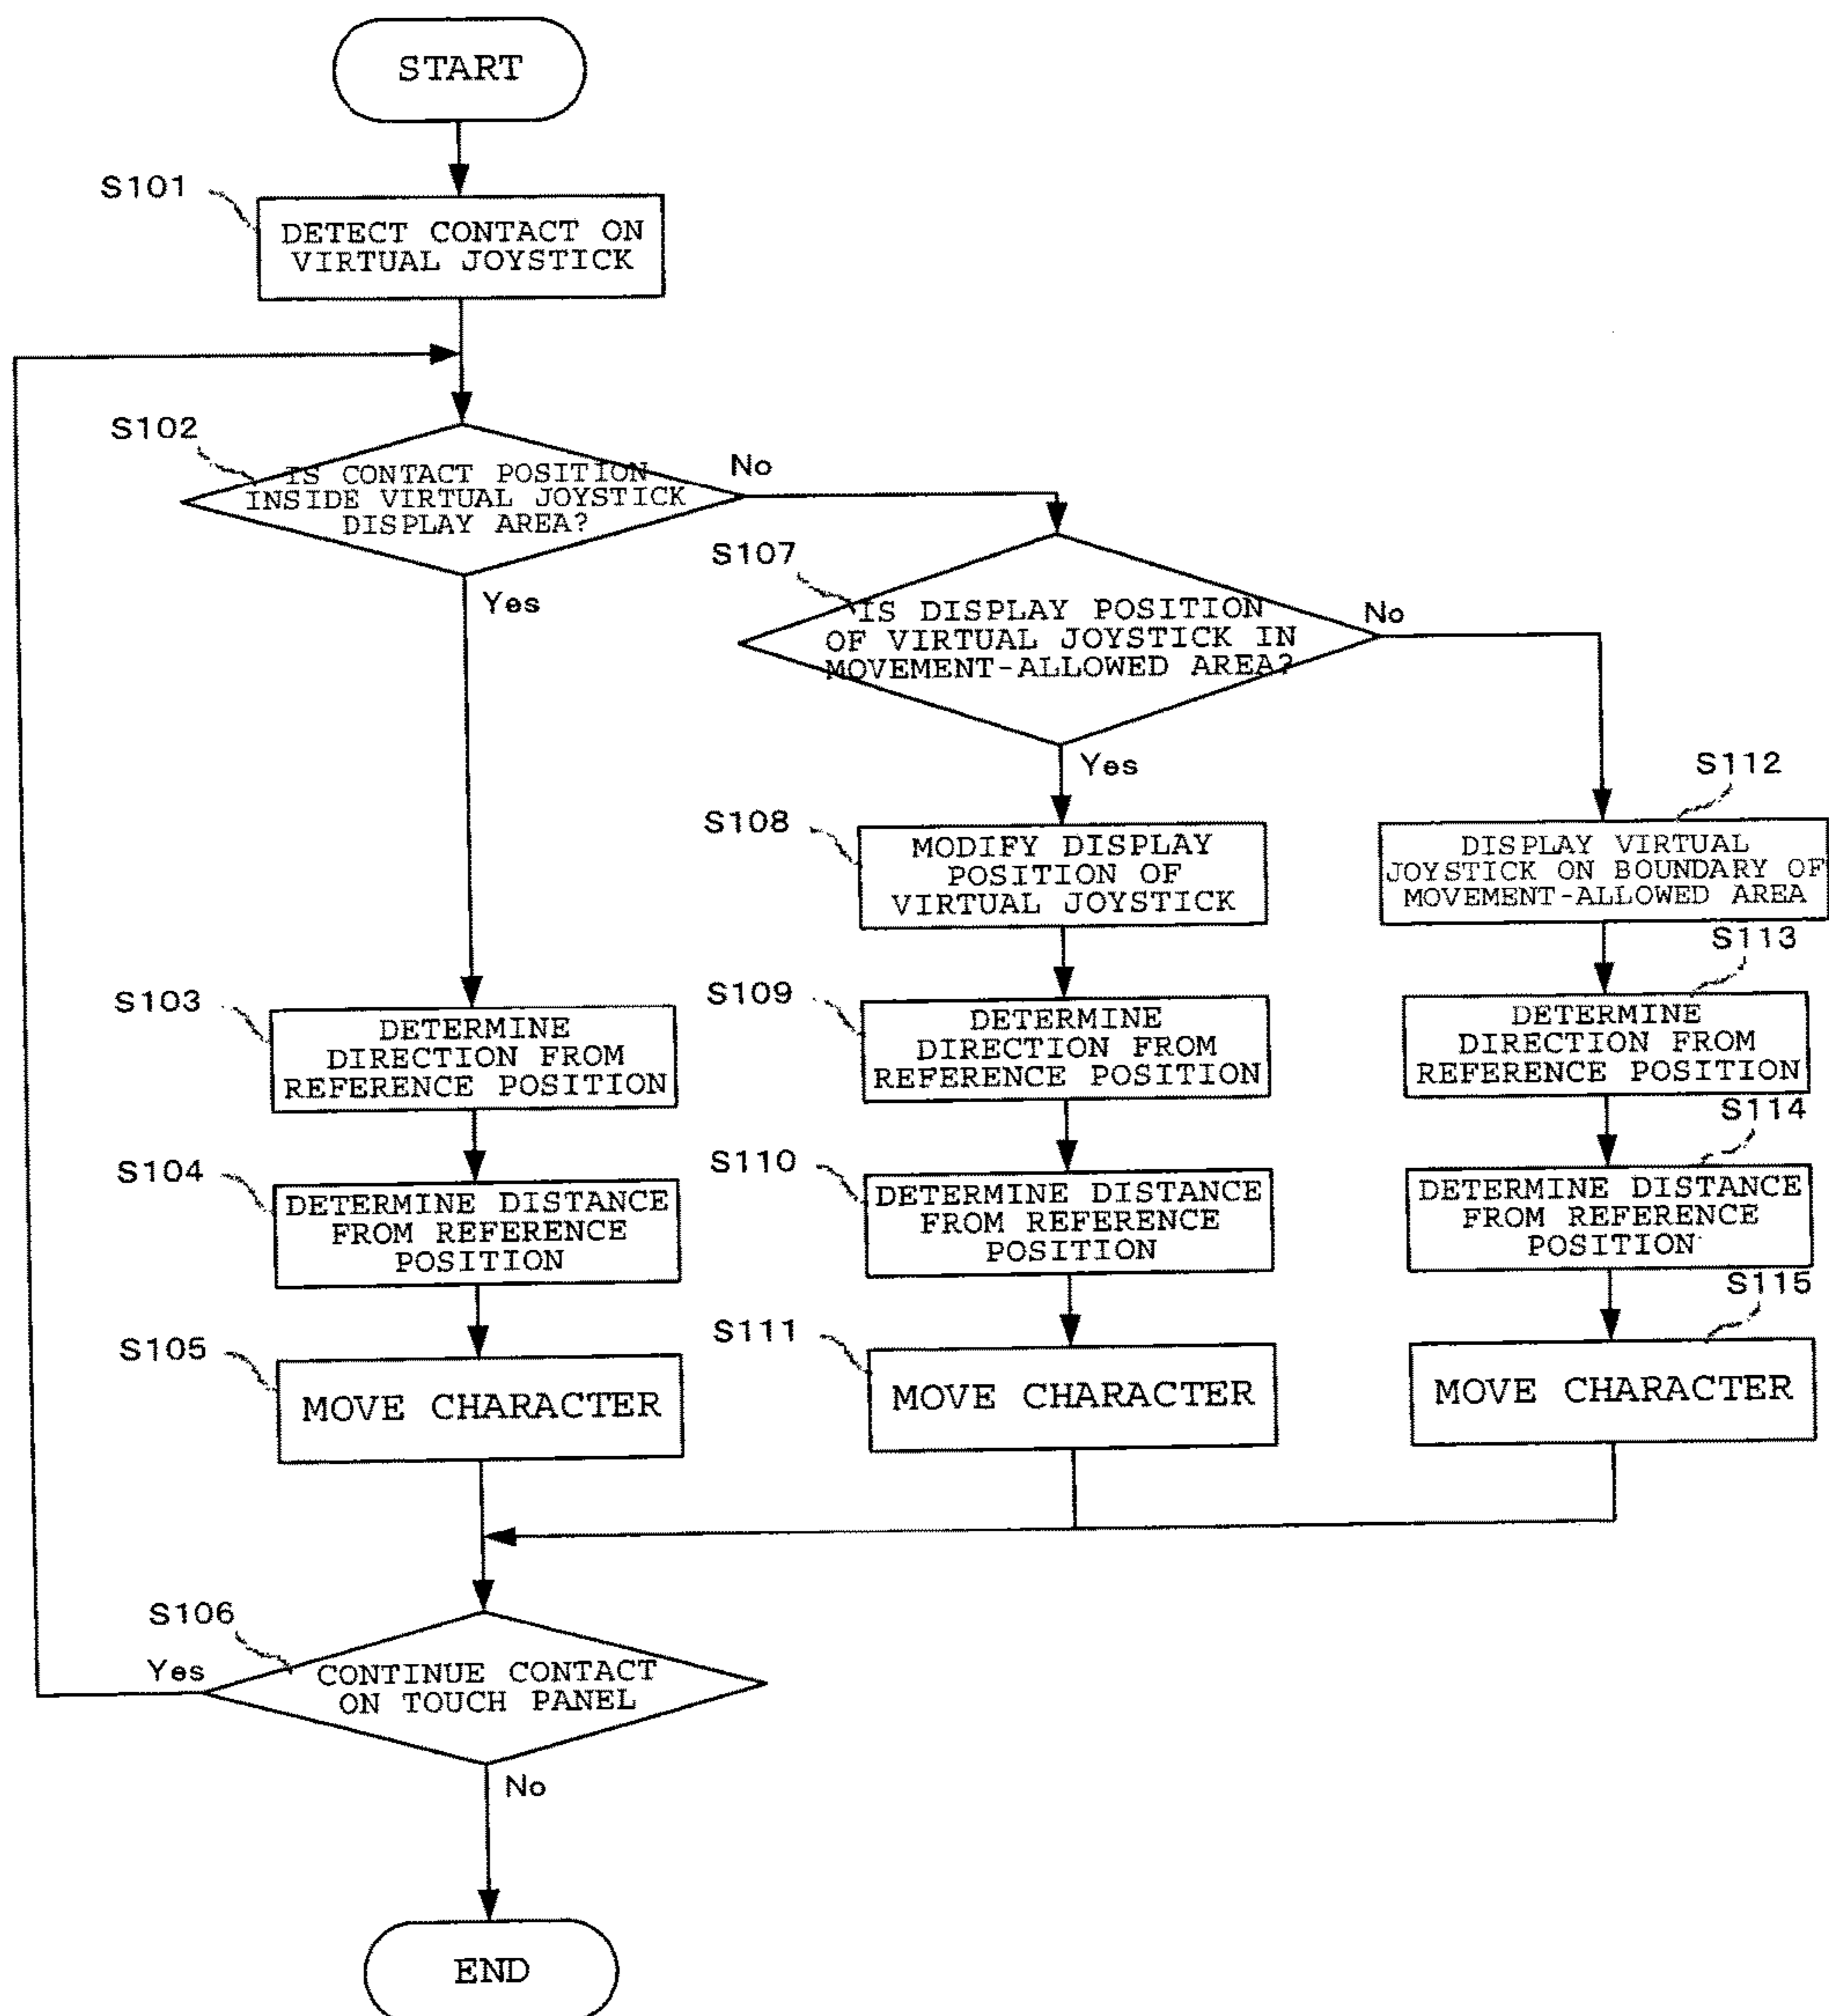 START
S101
DETECT CONTACT ON
VIRTUAL JOYSTICK
S102
IS CONTACT POSITION
INSIDE VIRTUAL JOYSTICK
DISPLAY AREA?
No
Yes
S107
IS DISPLAY POSITION
OF VIRTUAL JOYSTICK IN
MOVEMENT-ALLOWED AREA?
No
Yes
S103
DETERMINE
DIRECTION FROM
REFERENCE POSITION
S104
DETERMINE DISTANCE
FROM REFERENCE
POSITION
S105
MOVE CHARACTER
S108
MODIFY DISPLAY
POSITION OF
VIRTUAL JOYSTICK
S109
DETERMINE
DIRECTION FROM
REFERENCE POSITION
S110
DETERMINE DISTANCE
FROM REFERENCE
POSITION
S111
MOVE CHARACTER
S112
DISPLAY VIRTUAL
JOYSTICK ON BOUNDARY OF
MOVEMENT-ALLOWED AREA
S113
DETERMINE
DIRECTION FROM
REFERENCE POSITION
S114
DETERMINE DISTANCE
FROM REFERENCE
POSITION
S115
MOVE CHARACTER
S106
Yes
CONTINUE CONTACT
ON TOUCH PANEL
No
END